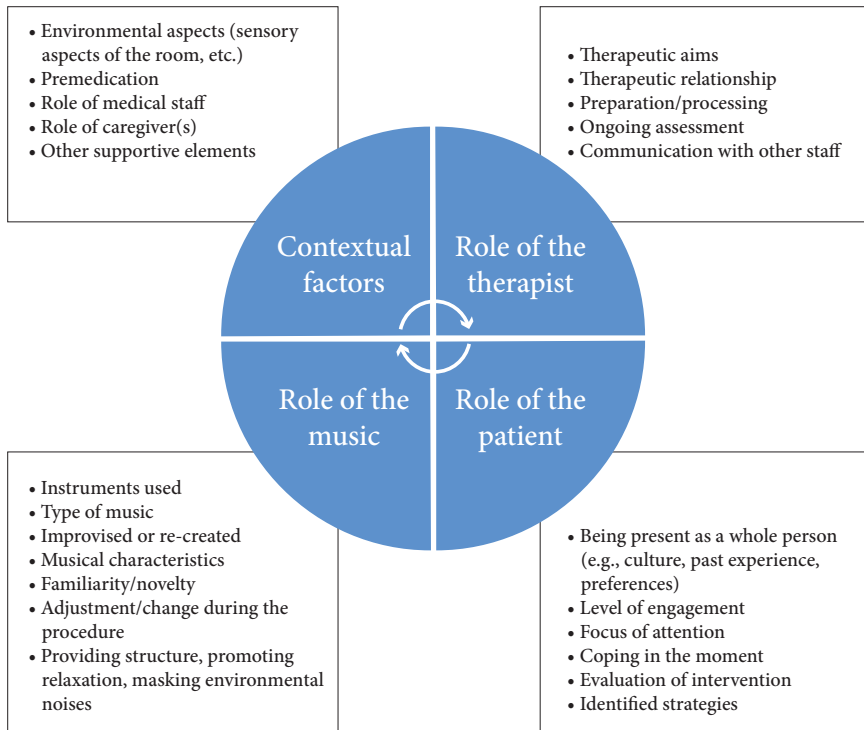 • Environmental aspects (sensory
aspects of the room, etc.)
• Premedication
• Role of medical staff
• Role of caregiver(s)
• Other supportive elements
• Therapeutic aims
• Therapeutic relationship
• Preparation/processing
• Ongoing assessment
• Communication with other staff
Contextual
factors
Role of the
therapist
Role of the
music
Role of the
patient
• Instruments used
• Type of music
• Improvised or re-created
• Musical characteristics
• Familiarity/novelty
• Adjustment/change during the
procedure
• Providing structure, promoting
relaxation, masking environmental
noises
• Being present as a whole person
(e.g., culture, past experience,
preferences)
• Level of engagement
• Focus of attention
• Coping in the moment
• Evaluation of intervention
• Identified strategies